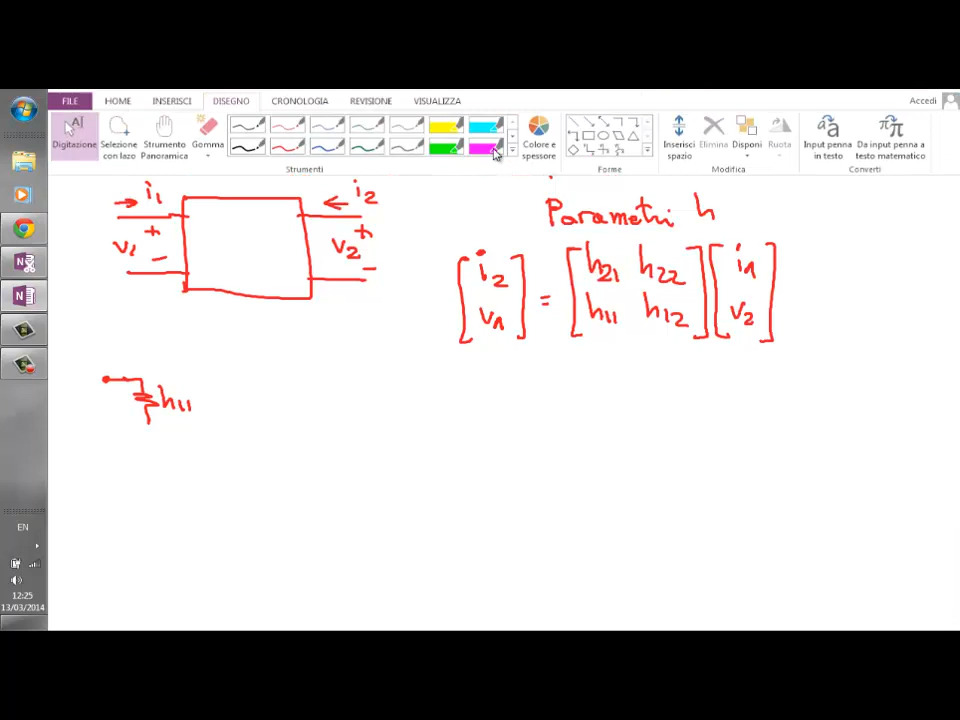 FILE HOME INSERISCI DISEGNO CRONOLOGIA REVISIONE VISUALIZZA Accedi
Digitazione Selezione con lazo Strumento Panoramica Gomma Colore e spessore Inserisci spazio Elimina Disponi Ruota Input penna in testo Da input penna a testo matematico
Strumenti Forme Modifica Converti
i1 i2
Parametri h
v1 + − v2 + −
[i2 v1] = [h21 h22 h11 h12] [i1 v2]
h11
EN
12:25
13/03/2014